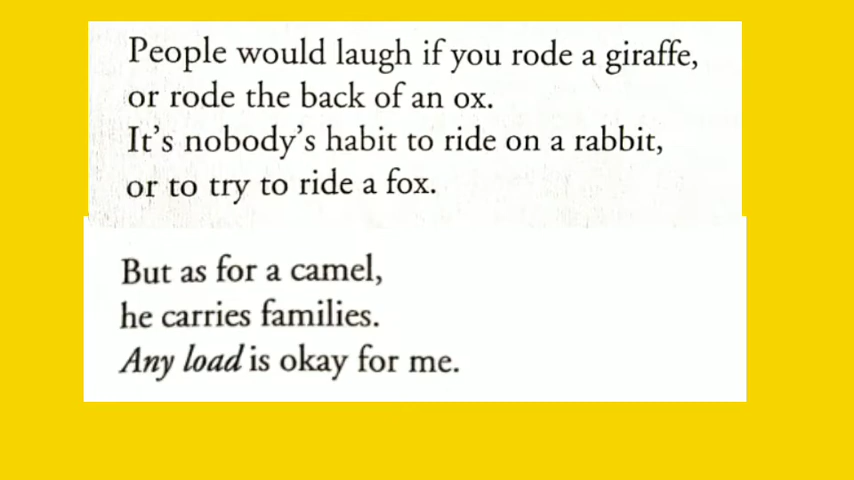 People would laugh if you rode a giraffe,
or rode the back of an ox.
It's nobody's habit to ride on a rabbit,
or to try to ride a fox.
But as for a camel,
he carries families.
Any load is okay for me.